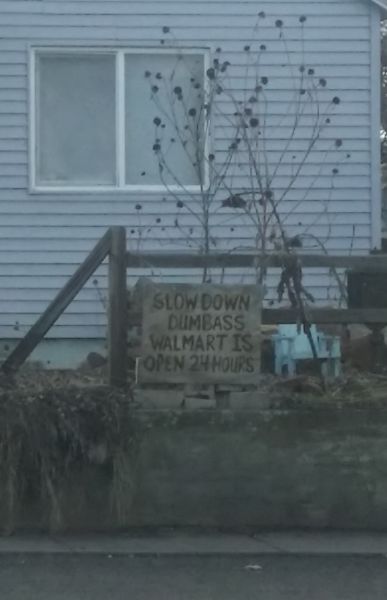 SLOW DOWN
DUMBASS
WALMART IS
OPEN 24 HOURS